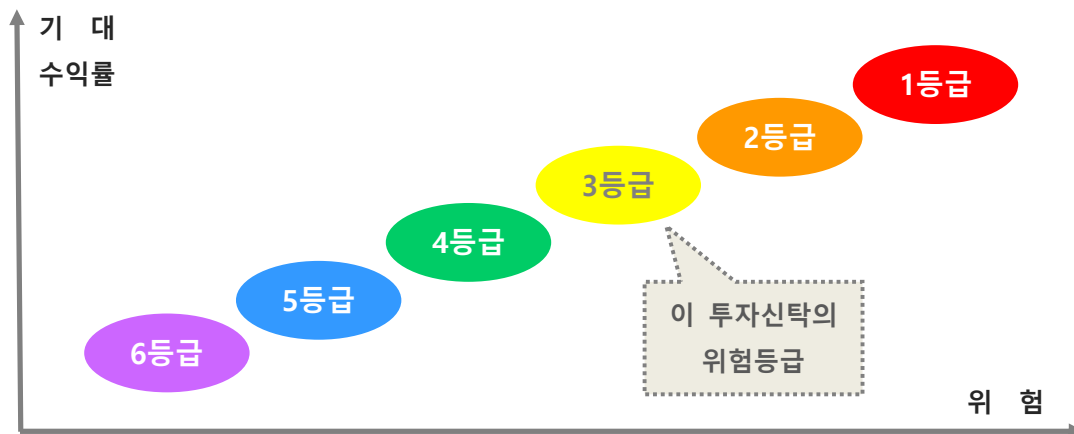 기 대
수익률
1등급
2등급
3등급
4등급
5등급
6등급
이 투자신탁의
위험등급
위 험